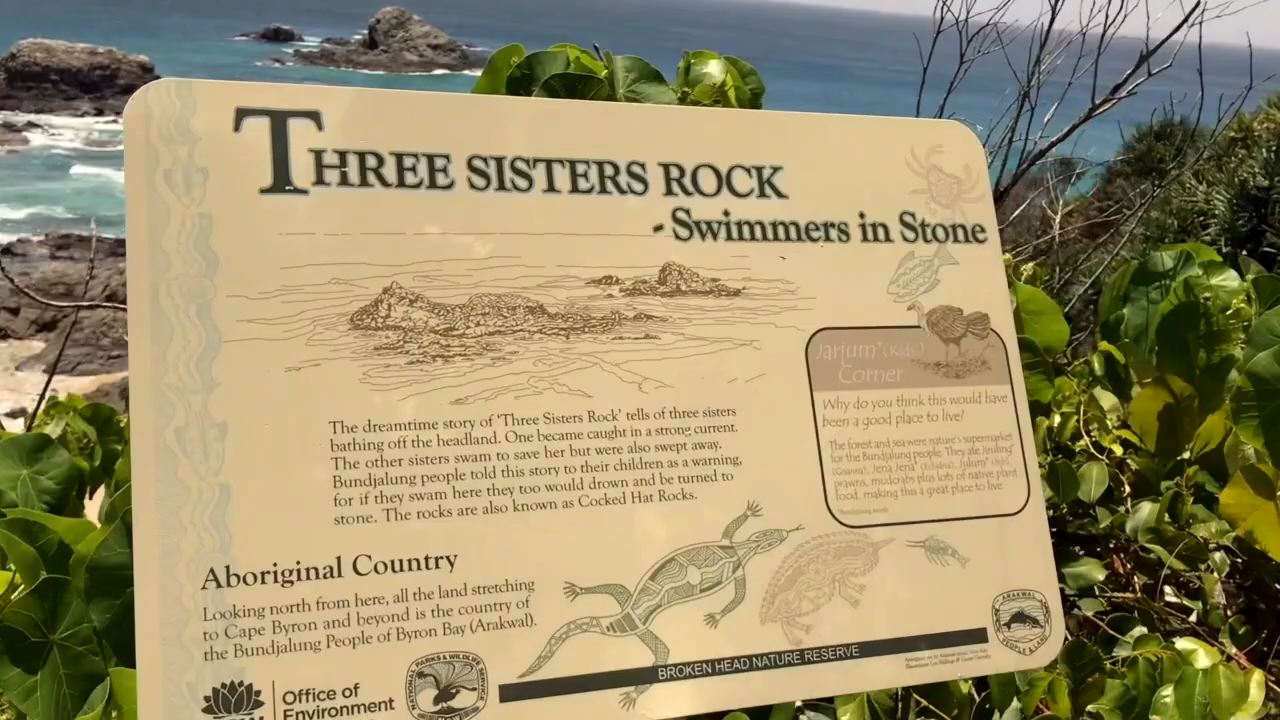 THREE SISTERS ROCK
- Swimmers in Stone
The dreamtime story of 'Three Sisters Rock' tells of three sisters
bathing off the headland. One became caught in a strong current.
The other sisters swam to save her but were also swept away.
Bundjalung people told this story to their children as a warning,
for if they swam here they too would drown and be turned to
stone. The rocks are also known as Cocked Hat Rocks.
Jarjum* (Kids)
Corner
Why do you think this would have
been a good place to live?
The forest and sea were nature's supermarket
for the Bundjalung people. They ate
(Goanna), Jena Jena* (Echidna), Julum* (fish),
prawns, mudcrabs plus lots of native plant
food, making this a great place to live.
*Bundjalung words
Aboriginal Country
Looking north from here, all the land stretching
to Cape Byron and beyond is the country of
the Bundjalung People of Byron Bay (Arakwal).
Office of
Environment
NATIONAL PARKS & WILDLIFE SERVICE
BROKEN HEAD NATURE RESERVE
ARAKWAL
PEOPLE & LAND